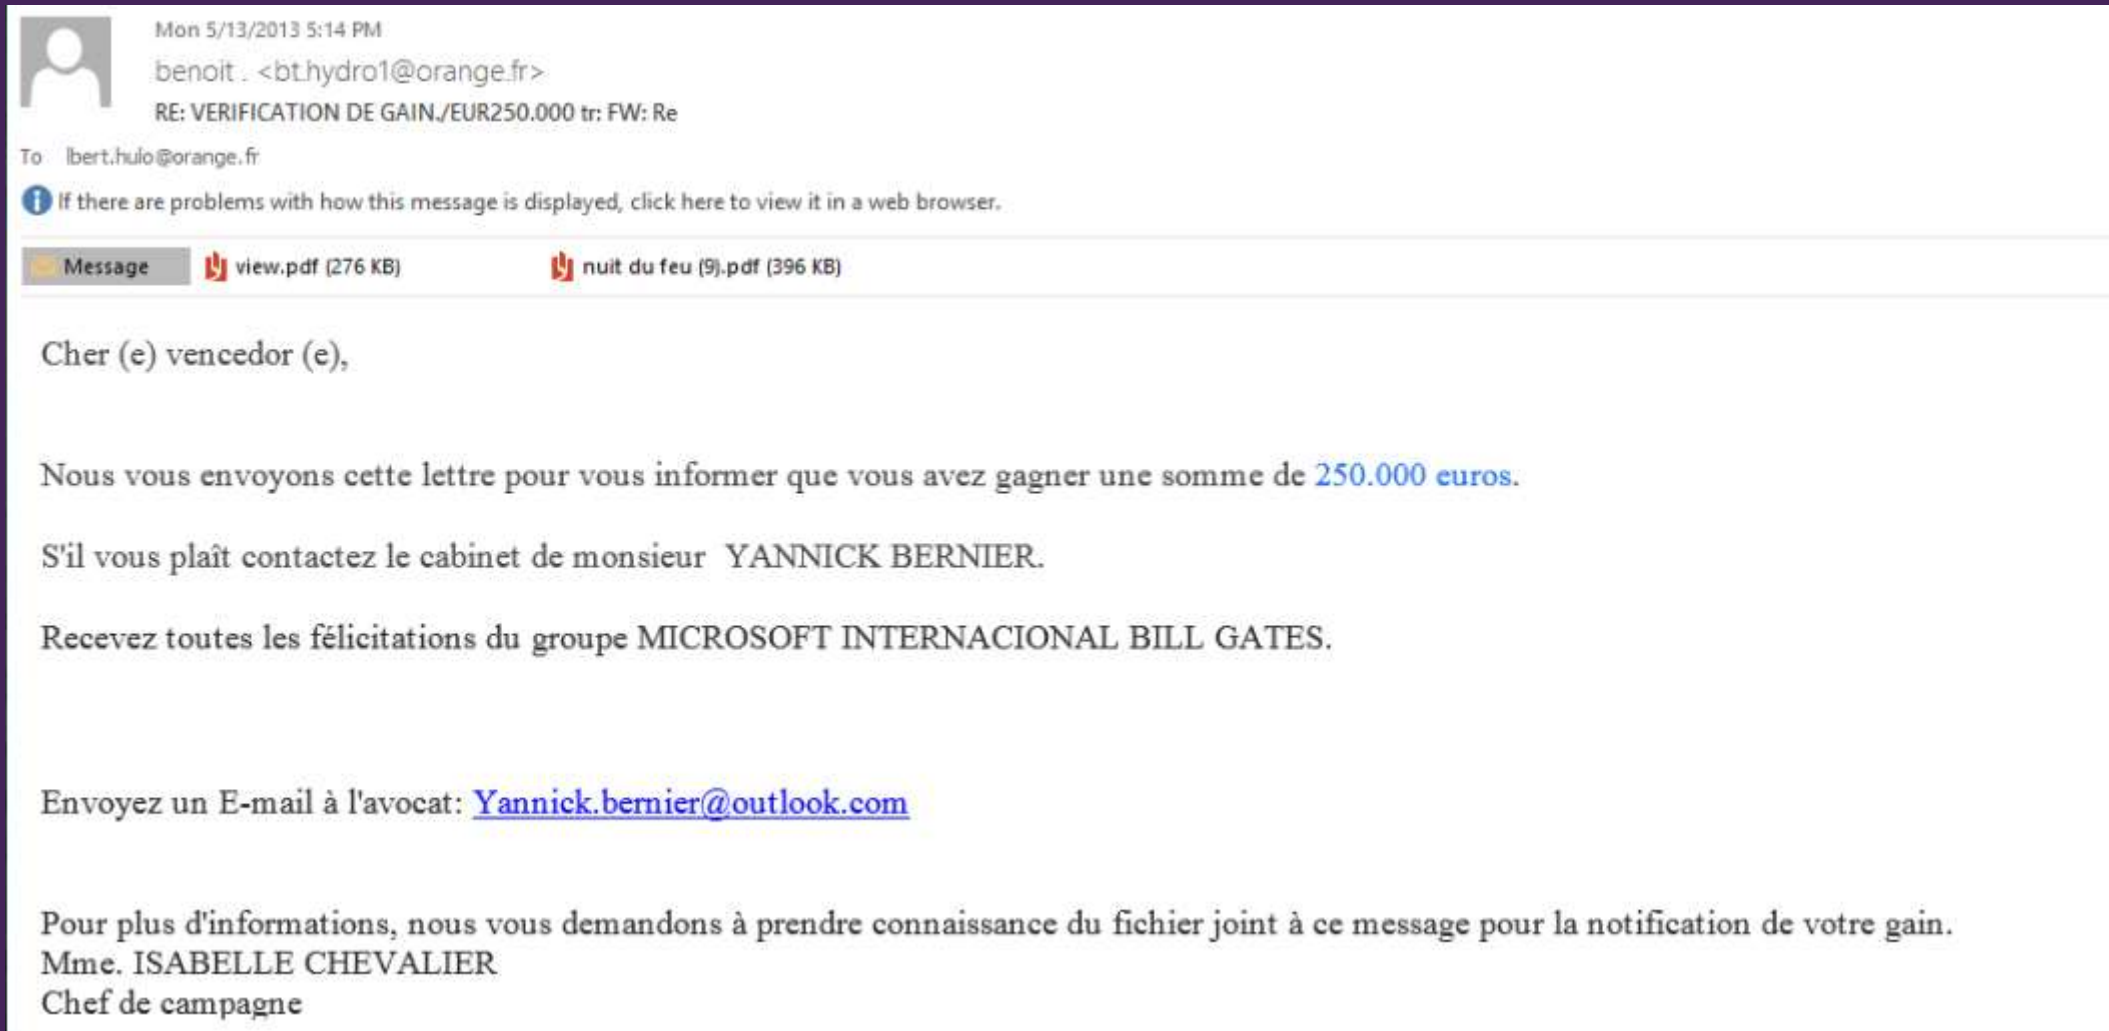 Mon 5/13/2013 5:14 PM
benoit . <bt.hydro1@orange.fr>
RE: VERIFICATION DE GAIN./EUR250.000 tr: FW: Re
To lbert.hulo@orange.fr
If there are problems with how this message is displayed, click here to view it in a web browser.
Message view.pdf (276 KB) nuit du feu (9).pdf (396 KB)
Cher (e) vencedor (e),
Nous vous envoyons cette lettre pour vous informer que vous avez gagner une somme de 250.000 euros.
S'il vous plaît contactez le cabinet de monsieur YANNICK BERNIER.
Recevez toutes les félicitations du groupe MICROSOFT INTERNACIONAL BILL GATES.
Envoyez un E-mail à l'avocat: Yannick.bernier@outlook.com
Pour plus d'informations, nous vous demandons à prendre connaissance du fichier joint à ce message pour la notification de votre gain.
Mme. ISABELLE CHEVALIER
Chef de campagne